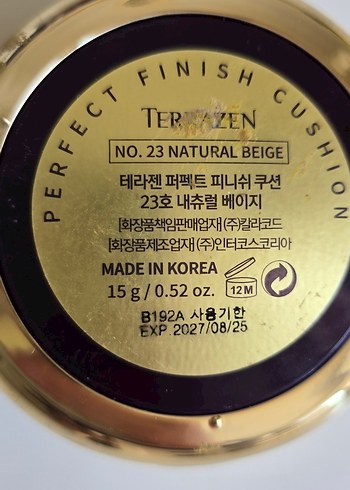 PERFECT FINISH CUSHION
TERRAZEN
NO. 23 NATURAL BEIGE
테라젠 퍼펙트 피니쉬 쿠션
23호 내츄럴 베이지
[화장품책임판매업자] (주)칼라코드
[화장품제조업자] (주)인터코스코리아
MADE IN KOREA
15 g / 0.52 oz.
12M
B192A 사용기한
EXP. 2027/08/25